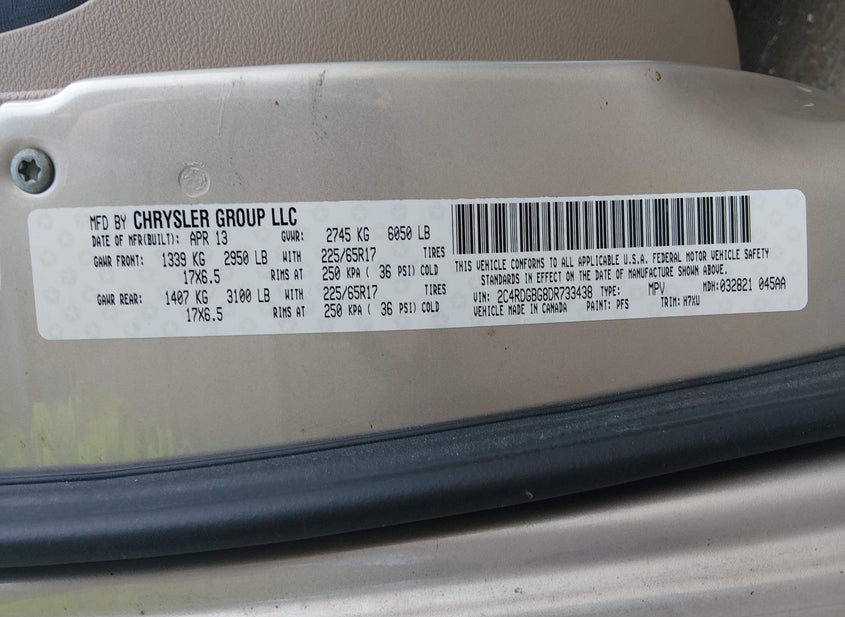 MFD BY CHRYSLER GROUP LLC
DATE OF MFR(BUILT): APR 13 GVWR: 2745 KG 6050 LB
GAWR FRONT: 1339 KG 2950 LB WITH 225/65R17 TIRES
17X6.5 RIMS AT 250 KPA ( 36 PSI) COLD
GAWR REAR: 1407 KG 3100 LB WITH 225/65R17 TIRES
17X6.5 RIMS AT 250 KPA ( 36 PSI) COLD
THIS VEHICLE CONFORMS TO ALL APPLICABLE U.S.A. FEDERAL MOTOR VEHICLE SAFETY
STANDARDS IN EFFECT ON THE DATE OF MANUFACTURE SHOWN ABOVE.
VIN: 2C4RDGBG8DR733438 TYPE: MPV MDH: 032821 045AA
VEHICLE MADE IN CANADA PAINT: PFS TRIM: H7XU